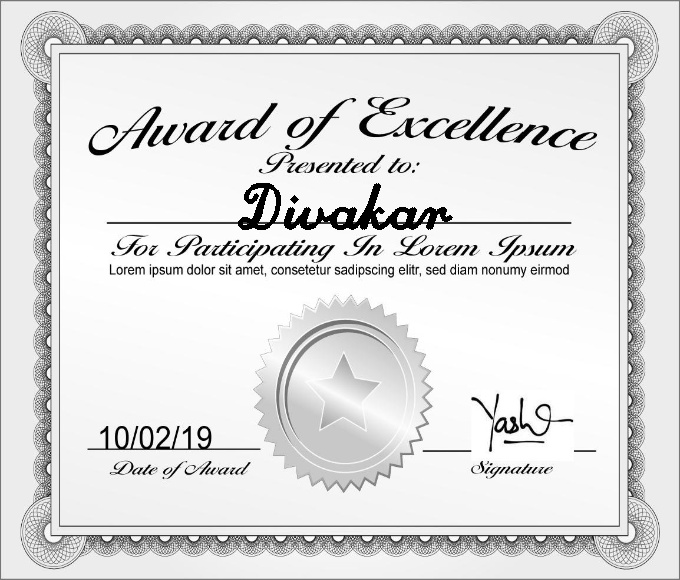 Award of Excellence
Presented to:
Divakar
For Participating In Lorem Ipsum
Lorem ipsum dolor sit amet, consetetur sadipscing elitr, sed diam nonumy eirmod
10/02/19
Date of Award
Yash
Signature